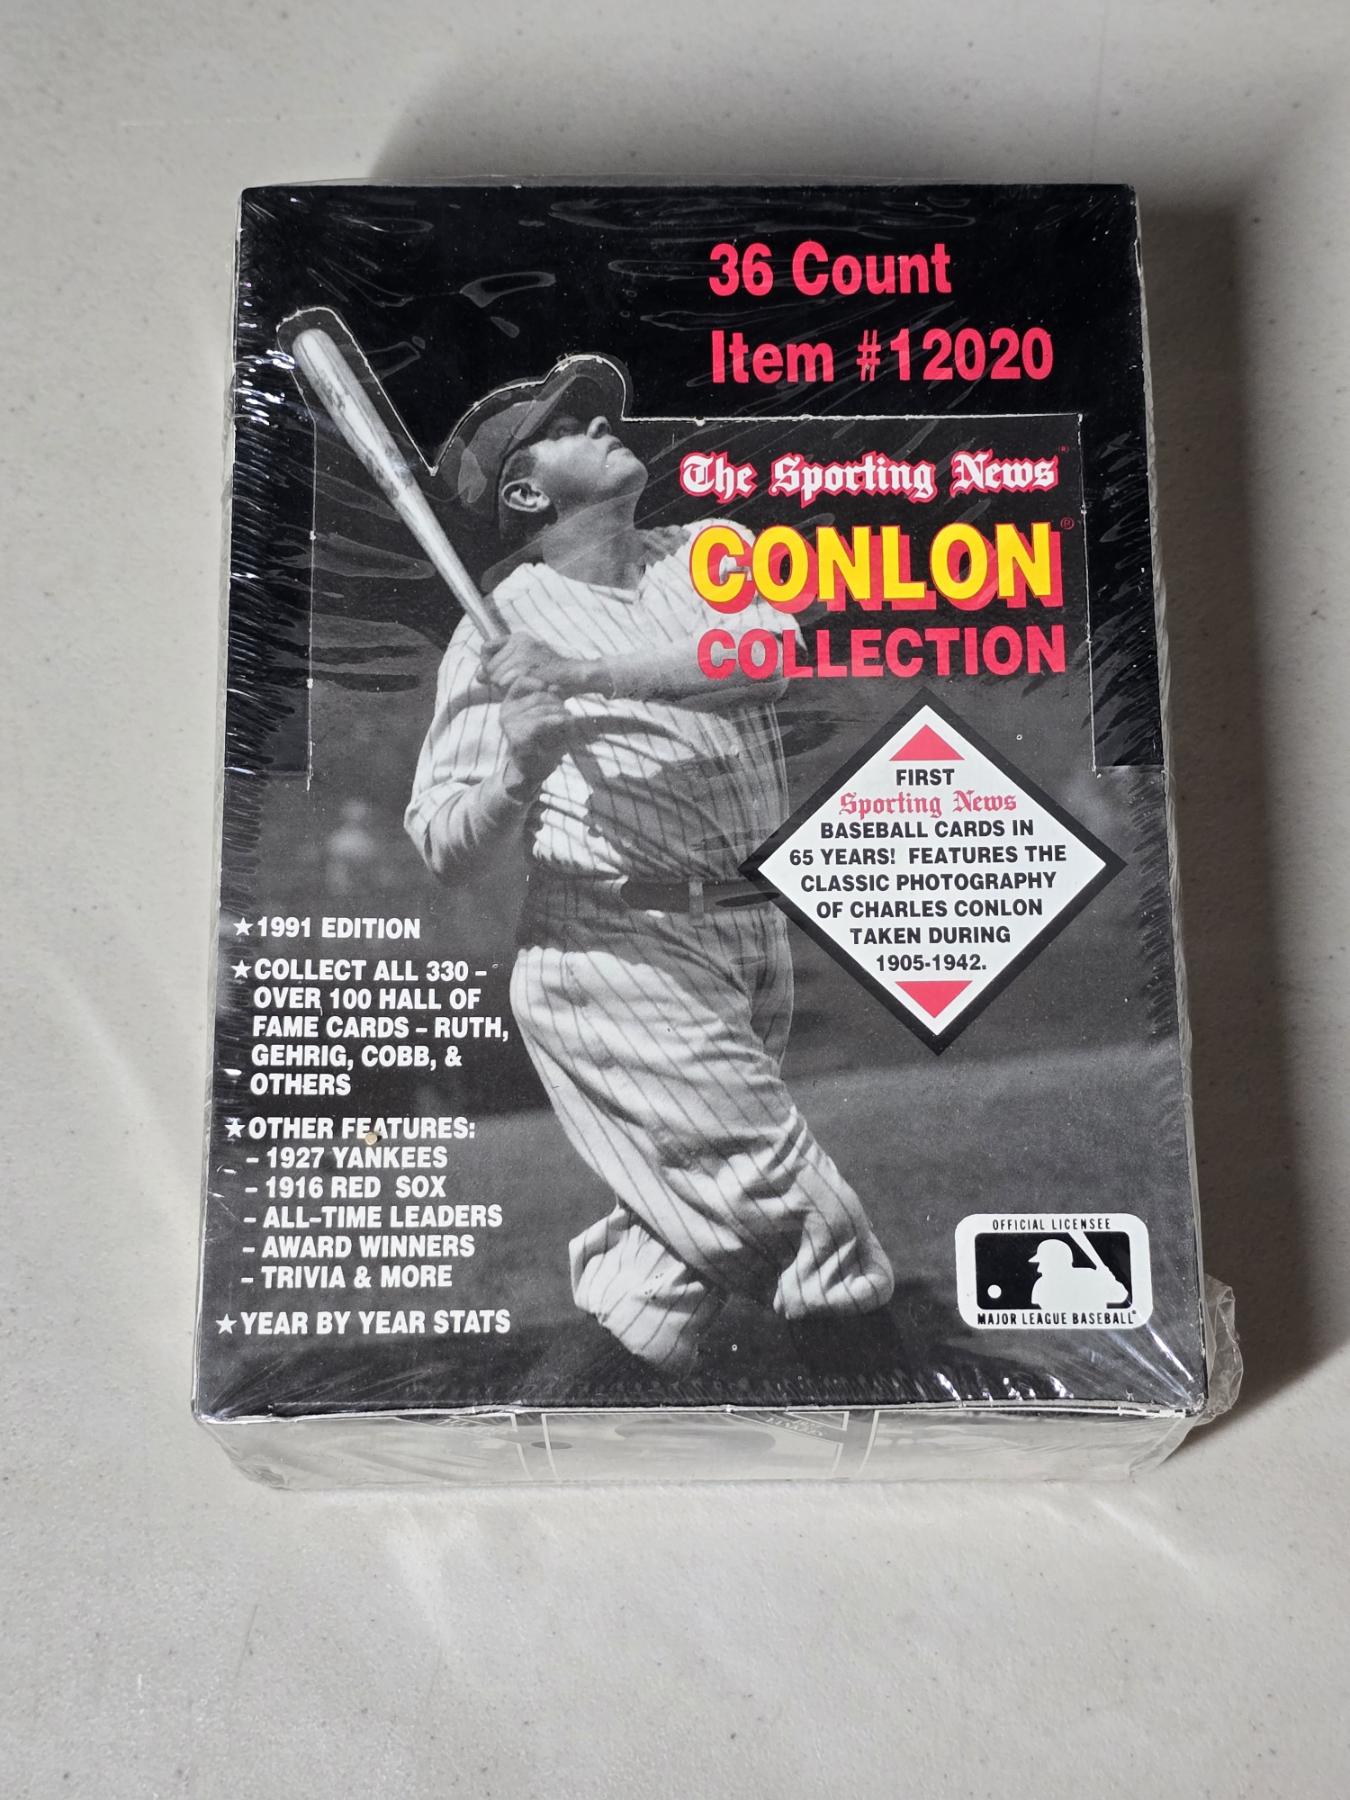 36 Count
Item #12020
The Sporting News®
CONLON®
COLLECTION
FIRST
Sporting News
BASEBALL CARDS IN
65 YEARS! FEATURES THE
CLASSIC PHOTOGRAPHY
OF CHARLES CONLON
TAKEN DURING
1905-1942.
★1991 EDITION
★COLLECT ALL 330 –
OVER 100 HALL OF
FAME CARDS – RUTH,
GEHRIG, COBB, &
OTHERS
★OTHER FEATURES:
– 1927 YANKEES
– 1916 RED SOX
– ALL–TIME LEADERS
– AWARD WINNERS
– TRIVIA & MORE
★YEAR BY YEAR STATS
OFFICIAL LICENSEE
MAJOR LEAGUE BASEBALL®